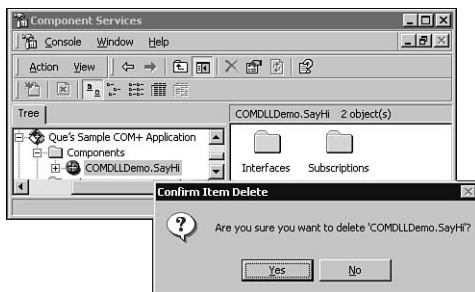 Component Services
Console Window Help
Action View
Tree
COMDLLDemo.SayHi 2 object(s)
Que's Sample COM+ Application
Components
COMDLLDemo.SayHi
Interfaces Subscriptions
Confirm Item Delete
Are you sure you want to delete 'COMDLLDemo.SayHi'?
Yes No